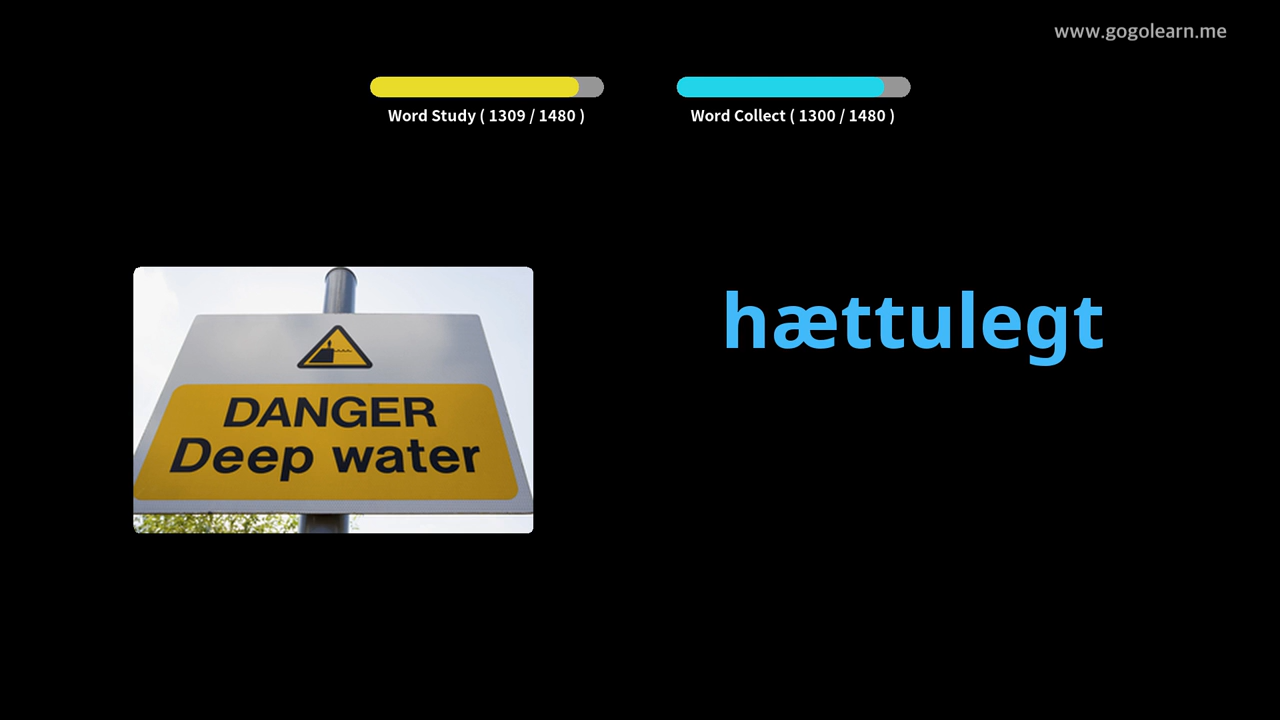 www.gogolearn.me
Word Study ( 1309 / 1480 )
Word Collect ( 1300 / 1480 )
hættulegt
DANGER
Deep water